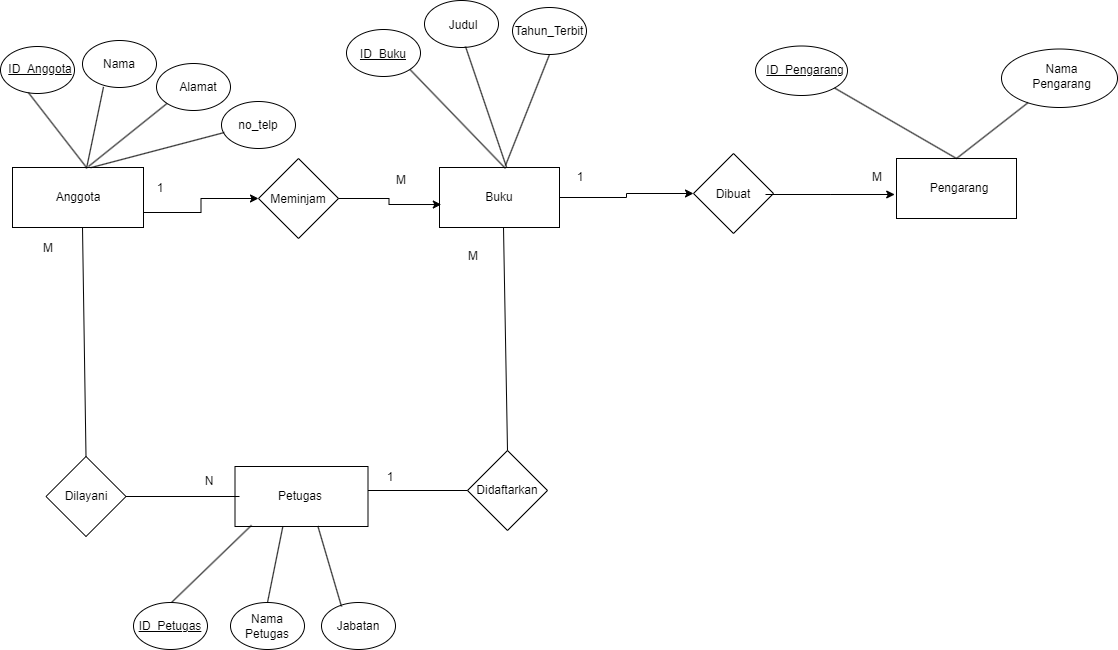 Judul
Tahun_Terbit
ID_Buku
ID_Anggota
Nama
Alamat
no_telp
ID_Pengarang
Nama
Pengarang
Anggota
1
Meminjam
M
Buku
1
Dibuat
M
Pengarang
M
M
Dilayani
N
Petugas
1
Didaftarkan
ID_Petugas
Nama
Petugas
Jabatan